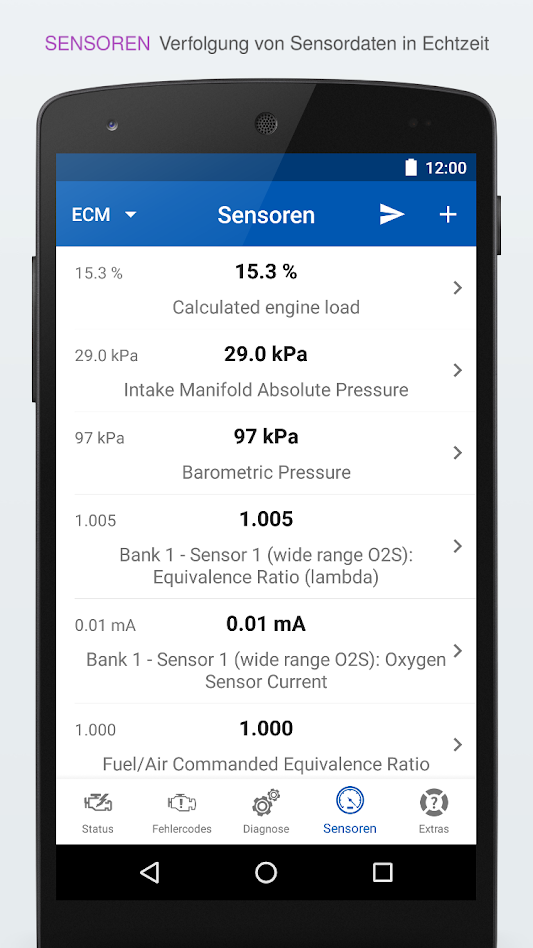 SENSOREN Verfolgung von Sensordaten in Echtzeit
12:00
ECM Sensoren
15.3 % 15.3 %
Calculated engine load
29.0 kPa 29.0 kPa
Intake Manifold Absolute Pressure
97 kPa 97 kPa
Barometric Pressure
1.005 1.005
Bank 1 - Sensor 1 (wide range O2S):
Equivalence Ratio (lambda)
0.01 mA 0.01 mA
Bank 1 - Sensor 1 (wide range O2S): Oxygen
Sensor Current
1.000 1.000
Fuel/Air Commanded Equivalence Ratio
Status Fehlercodes Diagnose Sensoren Extras